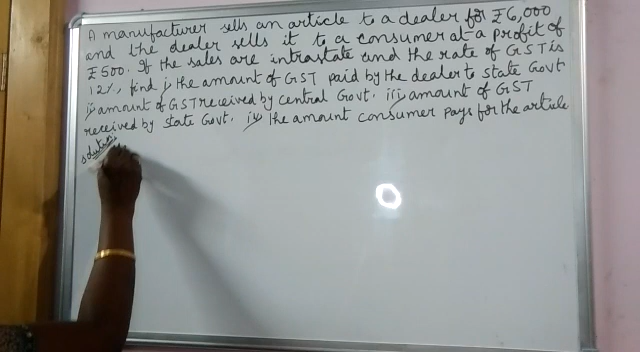 A manufacturer sells an article to a dealer for ₹6,000
and the dealer sells it to a consumer at a profit of
₹500. If the sales are intrastate and the rate of GST is
12%, find i, the amount of GST paid by the dealer to State Govt
ii, amount of GST received by Central Govt. iii, amount of GST
received by State Govt. iv, The amount consumer pays for the article
solution: